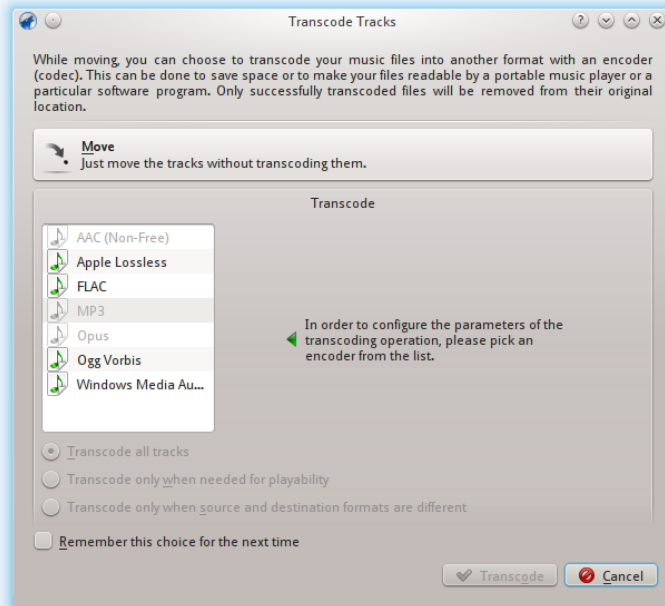 Transcode Tracks
While moving, you can choose to transcode your music files into another format with an encoder
(codec). This can be done to save space or to make your files readable by a portable music player or a
particular software program. Only successfully transcoded files will be removed from their original
location.
Move
Just move the tracks without transcoding them.
Transcode
AAC (Non-Free)
Apple Lossless
FLAC
MP3
Opus
Ogg Vorbis
Windows Media Au...
In order to configure the parameters of the
transcoding operation, please pick an
encoder from the list.
Transcode all tracks
Transcode only when needed for playability
Transcode only when source and destination formats are different
Remember this choice for the next time
Transcode
Cancel